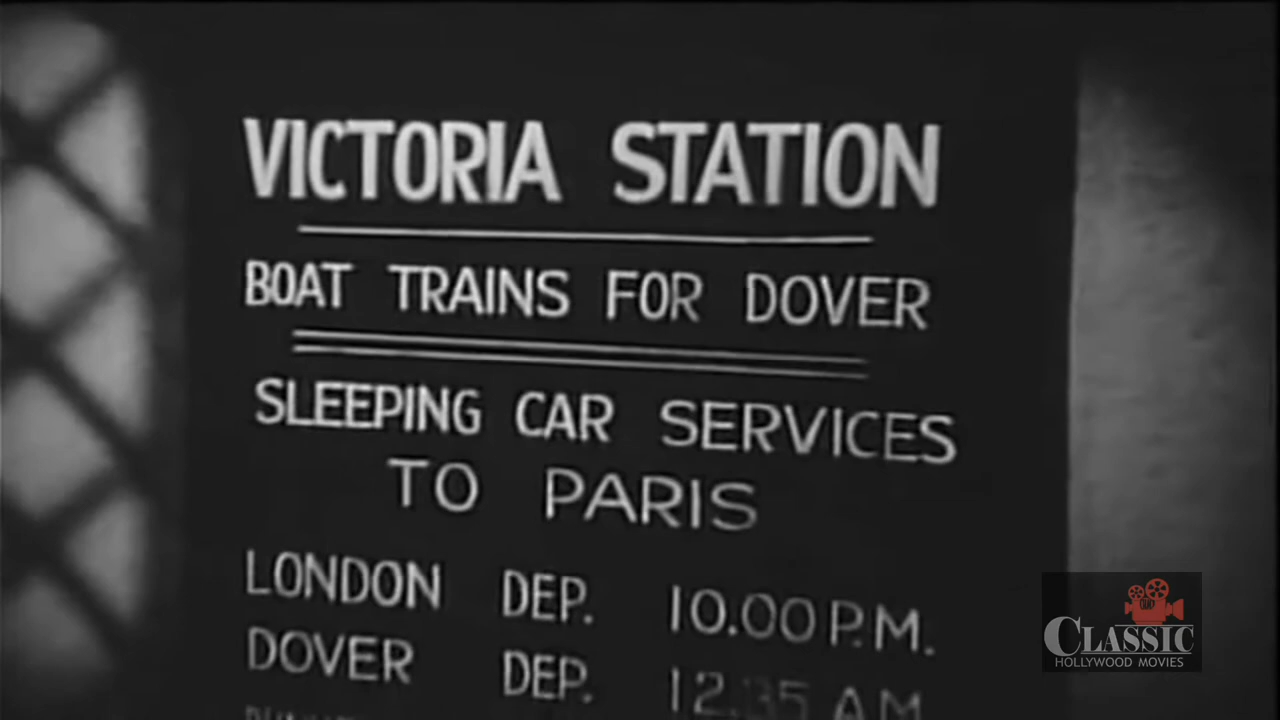 VICTORIA STATION
BOAT TRAINS FOR DOVER
SLEEPING CAR SERVICES
TO PARIS
LONDON DEP. 10.00 P.M.
DOVER DEP. 12.35 A.M
CLASSIC
HOLLYWOOD MOVIES